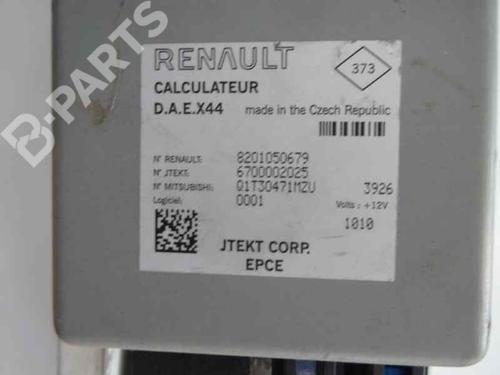 B-PARTS
RENAULT
373
CALCULATEUR
D.A.E.X44 made in the Czech Republic
N° RENAULT: 8201050679
N° JTEKT: 6700002025
N° MITSUBISHI: Q1T30471MZU 3926
Logiciel: 0001 Volts : +12V
1010
JTEKT CORP.
EPCE